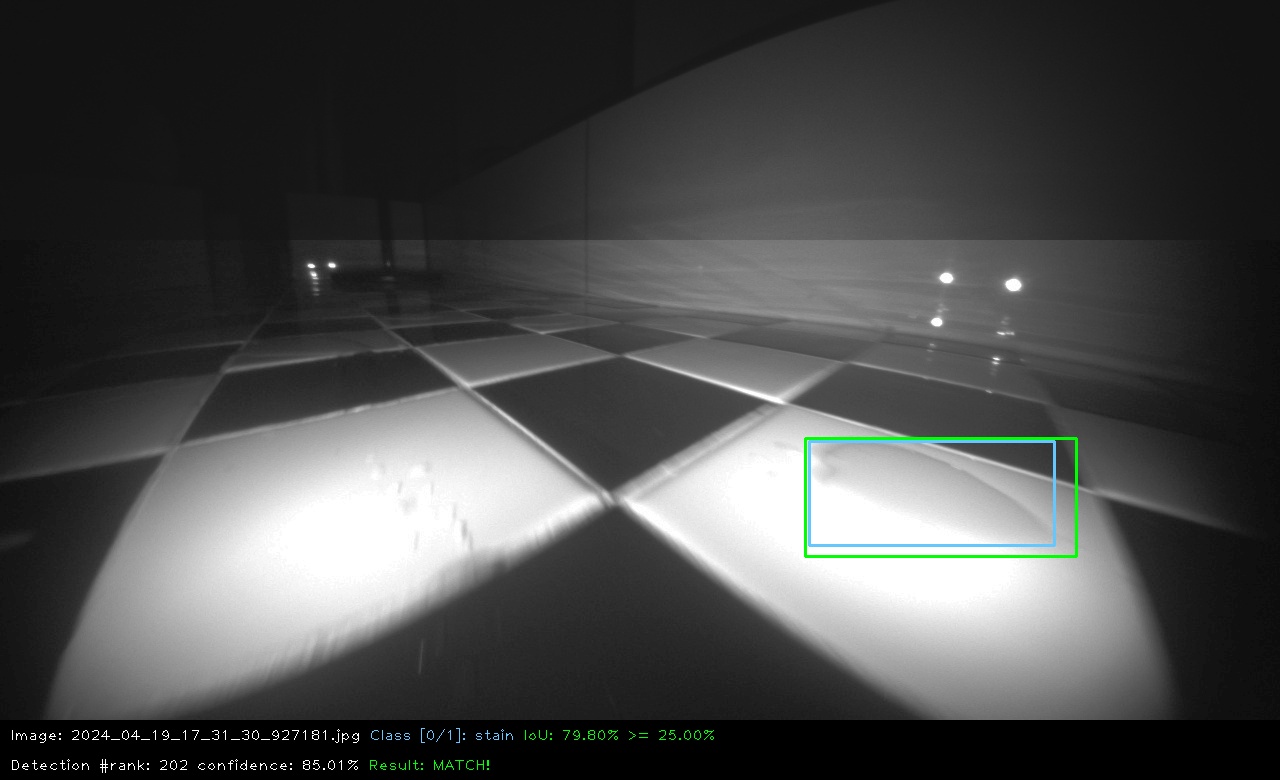 Image: 2024_04_19_17_31_30_927181.jpg Class [0/1]: stain IoU: 79.80% >= 25.00%
Detection #rank: 202 confidence: 85.01% Result: MATCH!